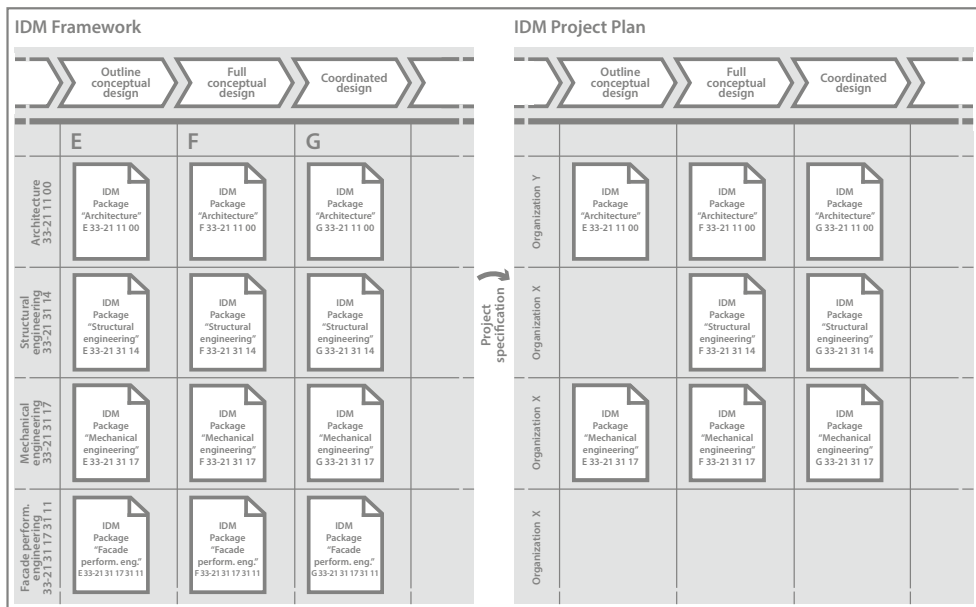 IDM Framework
Outline
conceptual
design
Full
conceptual
design
Coordinated
design
E
F
G
Architecture
33-21 11 00
IDM
Package
“Architecture”
E 33-21 11 00
IDM
Package
“Architecture”
F 33-21 11 00
IDM
Package
“Architecture”
G 33-21 11 00
Structural
engineering
33-21 31 14
IDM
Package
“Structural
engineering”
E 33-21 31 14
IDM
Package
“Structural
engineering”
F 33-21 31 14
IDM
Package
“Structural
engineering”
G 33-21 31 14
Mechanical
engineering
33-21 31 17
IDM
Package
“Mechanical
engineering”
E 33-21 31 17
IDM
Package
“Mechanical
engineering”
F 33-21 31 17
IDM
Package
“Mechanical
engineering”
G 33-21 31 17
Facade perform.
engineering
33-21 31 17 31 11
IDM
Package
“Facade
perform. eng.”
E 33-21 31 17 31 11
IDM
Package
“Facade
perform. eng.”
F 33-21 31 17 31 11
IDM
Package
“Facade
perform. eng.”
G 33-21 31 17 31 11
Project
specification
IDM Project Plan
Outline
conceptual
design
Full
conceptual
design
Coordinated
design
Organization Y
IDM
Package
“Architecture”
E 33-21 11 00
IDM
Package
“Architecture”
F 33-21 11 00
IDM
Package
“Architecture”
G 33-21 11 00
Organization X
IDM
Package
“Structural
engineering”
F 33-21 31 14
IDM
Package
“Structural
engineering”
G 33-21 31 14
Organization X
IDM
Package
“Mechanical
engineering”
E 33-21 31 17
IDM
Package
“Mechanical
engineering”
F 33-21 31 17
IDM
Package
“Mechanical
engineering”
G 33-21 31 17
Organization X